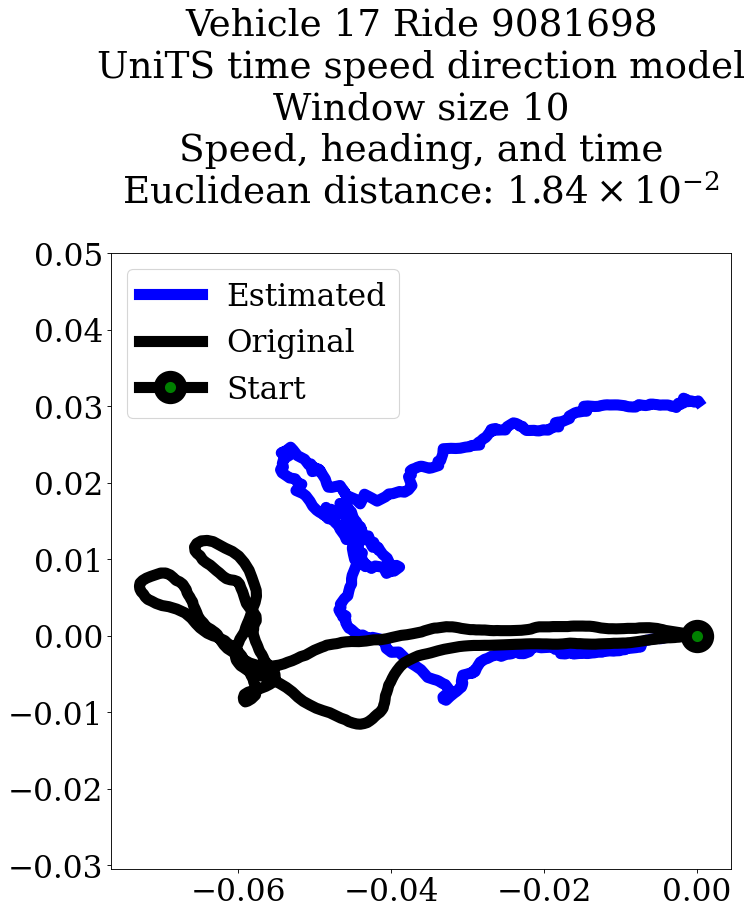 Vehicle 17 Ride 9081698
UniTS time speed direction model
Window size 10
Speed, heading, and time
Euclidean distance: 1.84 × 10⁻²
0.05
Estimated
0.04
Original
Start
0.03
0.02
0.01
0.00
−0.01
−0.02
−0.03
−0.06 −0.04 −0.02 0.00